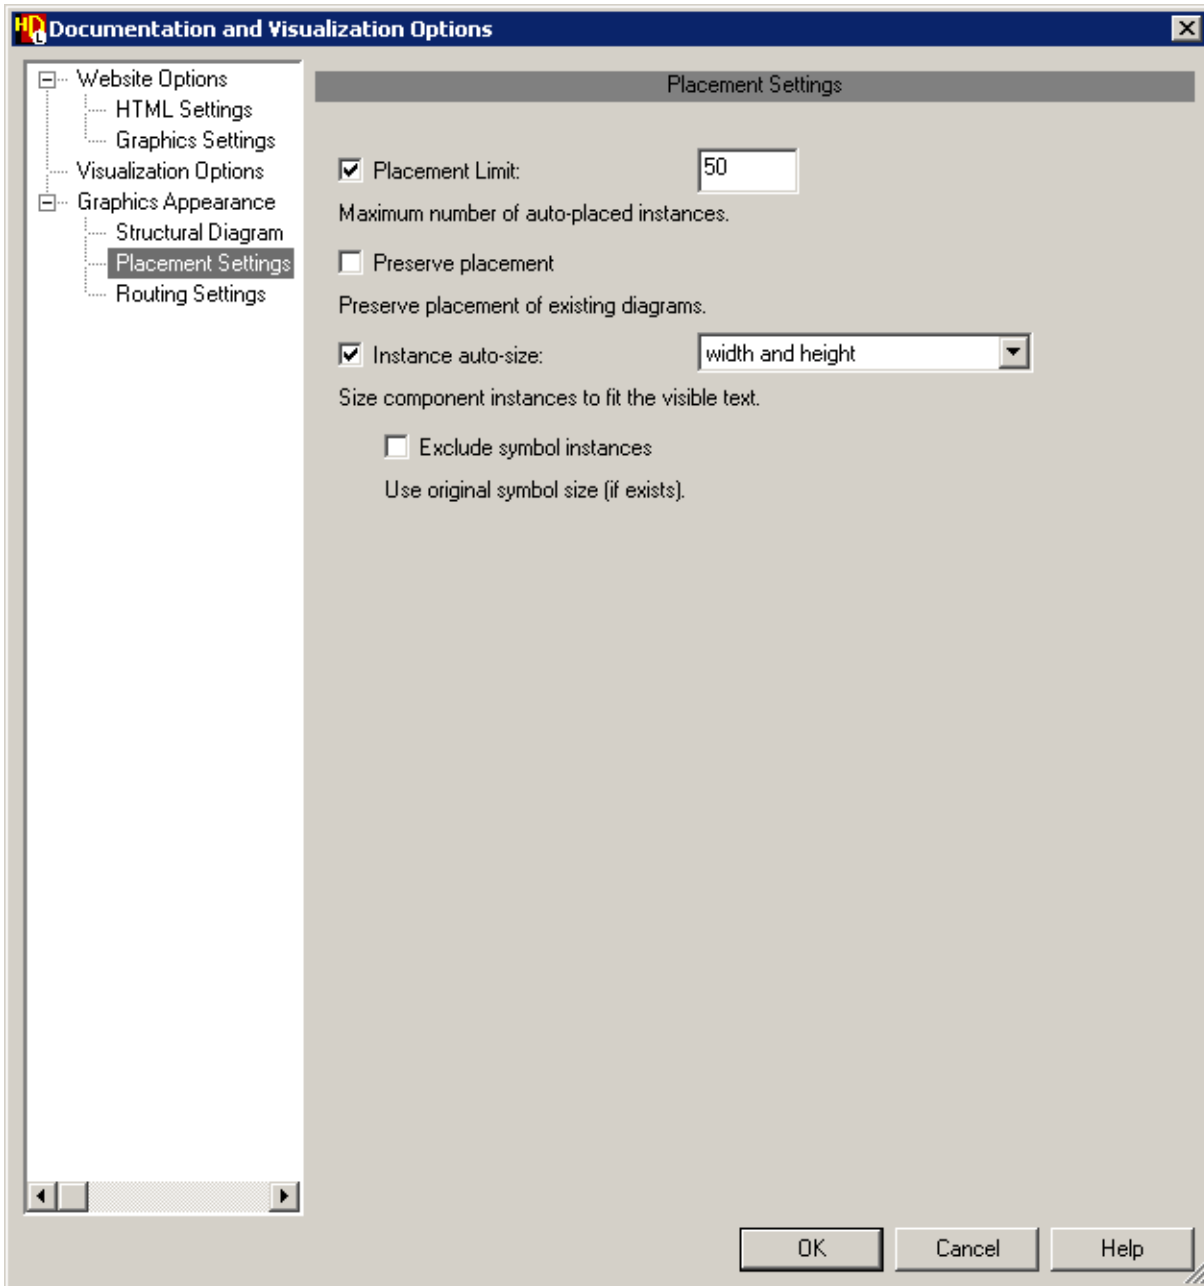 HDL Documentation and Visualization Options
Website Options
HTML Settings
Graphics Settings
Visualization Options
Graphics Appearance
Structural Diagram
Placement Settings
Routing Settings
Placement Settings
Placement Limit: 50
Maximum number of auto-placed instances.
Preserve placement
Preserve placement of existing diagrams.
Instance auto-size: width and height
Size component instances to fit the visible text.
Exclude symbol instances
Use original symbol size (if exists).
OK Cancel Help